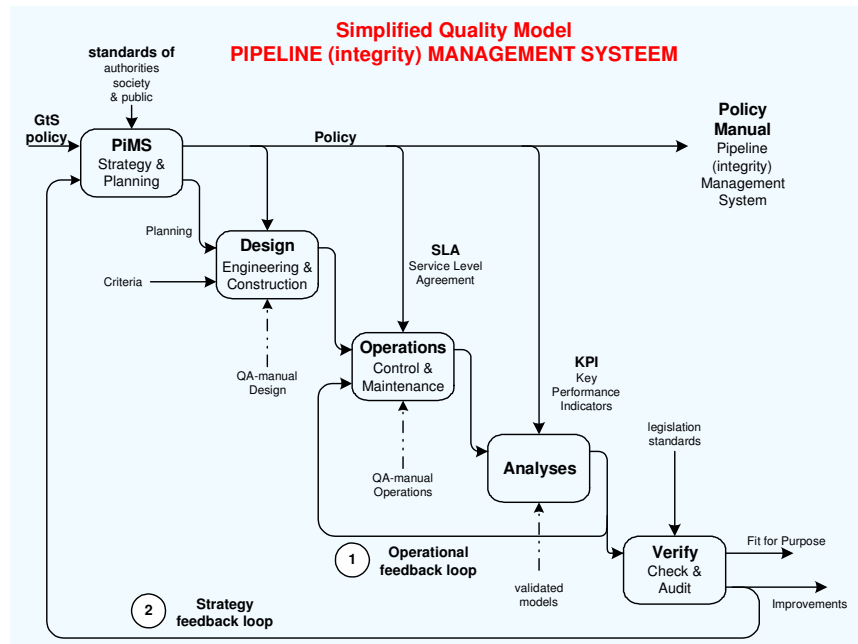 Simplified Quality Model
PIPELINE (integrity) MANAGEMENT SYSTEEM
standards of
authorities
society
& public
GtS
policy
PiMS
Strategy &
Planning
Policy
Policy
Manual
Pipeline
(integrity)
Management
System
Planning
Design
Engineering &
Construction
Criteria
SLA
Service Level
Agreement
QA-manual
Design
Operations
Control &
Maintenance
KPI
Key
Performance
Indicators
QA-manual
Operations
Analyses
legislation
standards
1
Operational
feedback loop
validated
models
Verify
Check &
Audit
Fit for Purpose
Improvements
2
Strategy
feedback loop